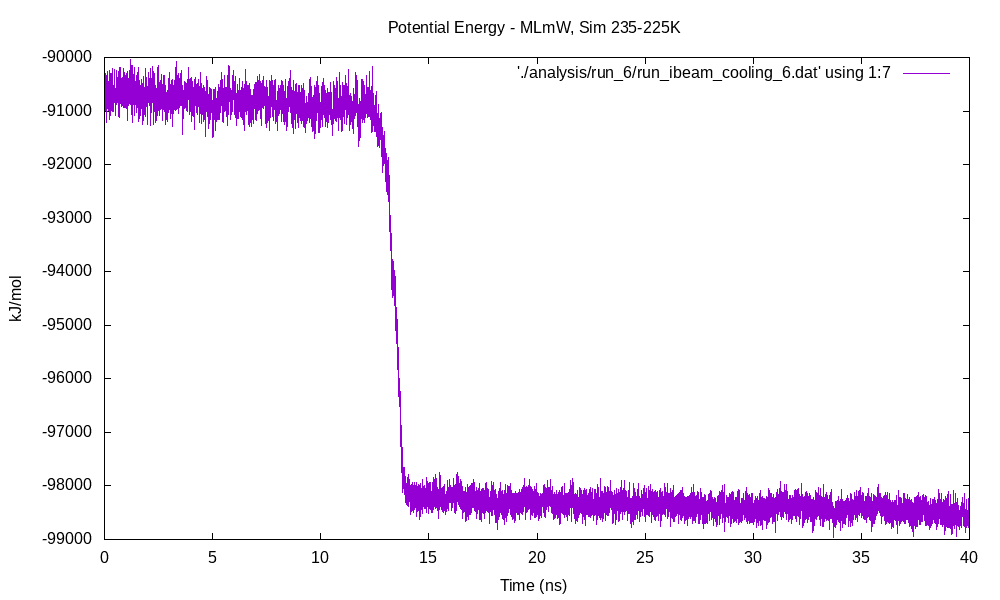 Potential Energy - MLmW, Sim 235-225K
'./analysis/run_6/run_ibeam_cooling_6.dat' using 1:7
-90000
-91000
-92000
-93000
-94000
-95000
-96000
-97000
-98000
-99000
kJ/mol
0 5 10 15 20 25 30 35 40
Time (ns)